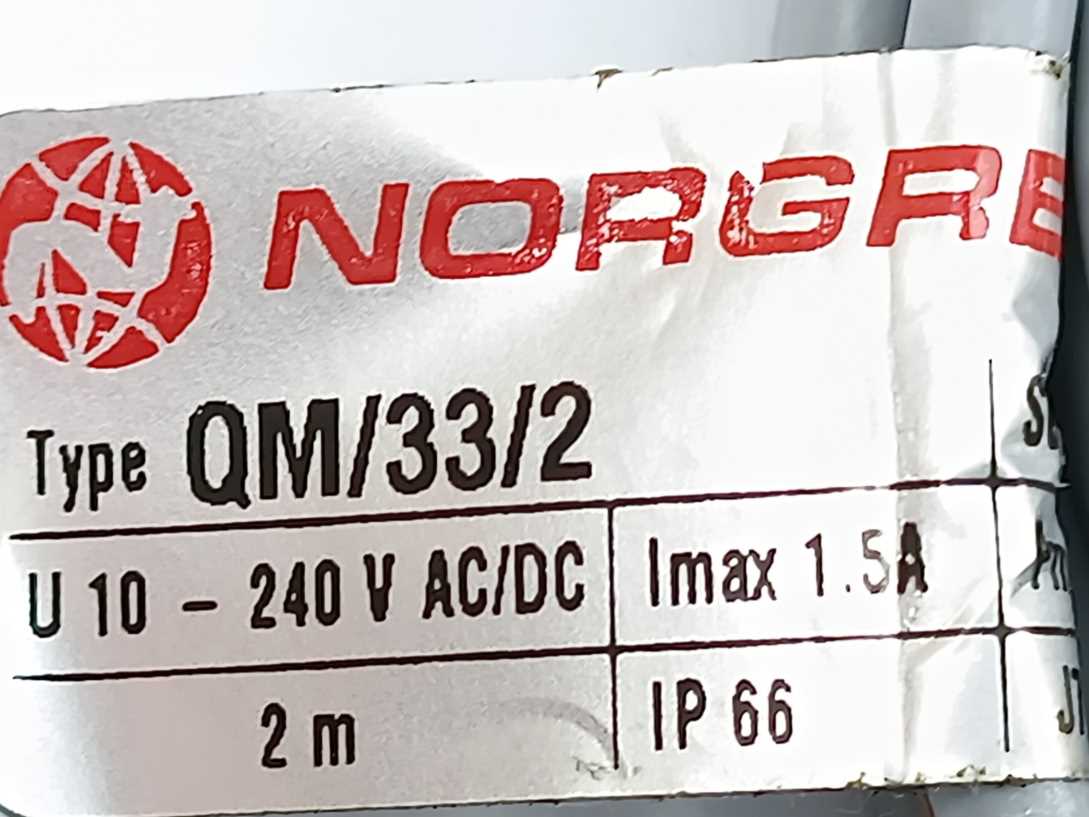 NORGRE
Type QM/33/2
U 10 - 240 V AC/DC Imax 1.5A
2 m IP 66